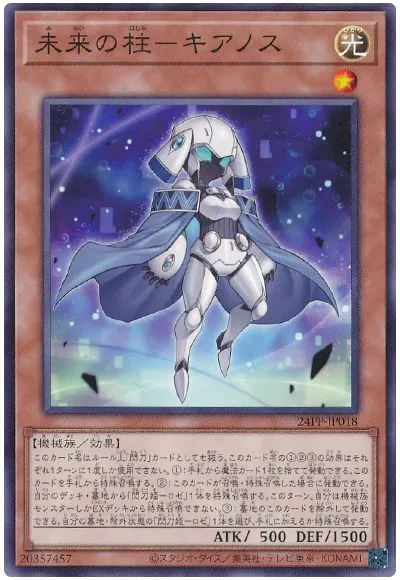 未来の柱－キアノス
光
24PP-JP018
【機械族／効果】
このカード名はルール上「閃刀」カードとしても扱う。このカード名の①②③の効果はそれ
ぞれ1ターンに1度しか使用できない。①：手札から魔法カード1枚を捨てて発動できる。この
カードを手札から特殊召喚する。②：このカードが召喚・特殊召喚した場合に発動できる。
自分のデッキ・墓地から「閃刀姫－ロゼ」1体を特殊召喚する。このターン、自分は機械族
モンスターしかEXデッキから特殊召喚できない。③：墓地のこのカードを除外して発動で
きる。自分の墓地・除外状態の「閃刀姫－ロゼ」1体を選び、手札に加えるか特殊召喚する。
ATK／ 500 DEF／1500
20357457
©スタジオ・ダイス／集英社・テレビ東京・KONAMI